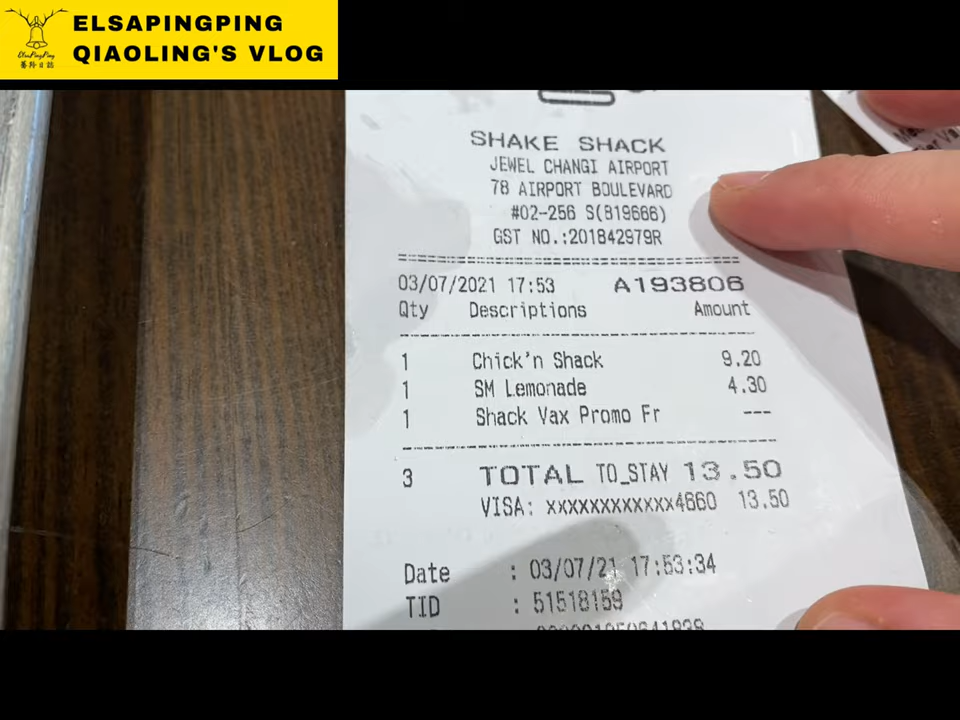 ELSAPINGPING
QIAOLING'S VLOG
ElsaPingPing
SHAKE SHACK
JEWEL CHANGI AIRPORT
78 AIRPORT BOULEVARD
#02-256 S(819666)
GST NO.:201842979R
03/07/2021 17:53 A193806
Qty Descriptions Amount
1 Chick'n Shack 9.20
1 SM Lemonade 4.30
1 Shack Vax Promo Fr ---
3 TOTAL TO_STAY 13.50
VISA: xxxxxxxxxxxx4860 13.50
Date : 03/07/21 17:53:34
TID : 51518159